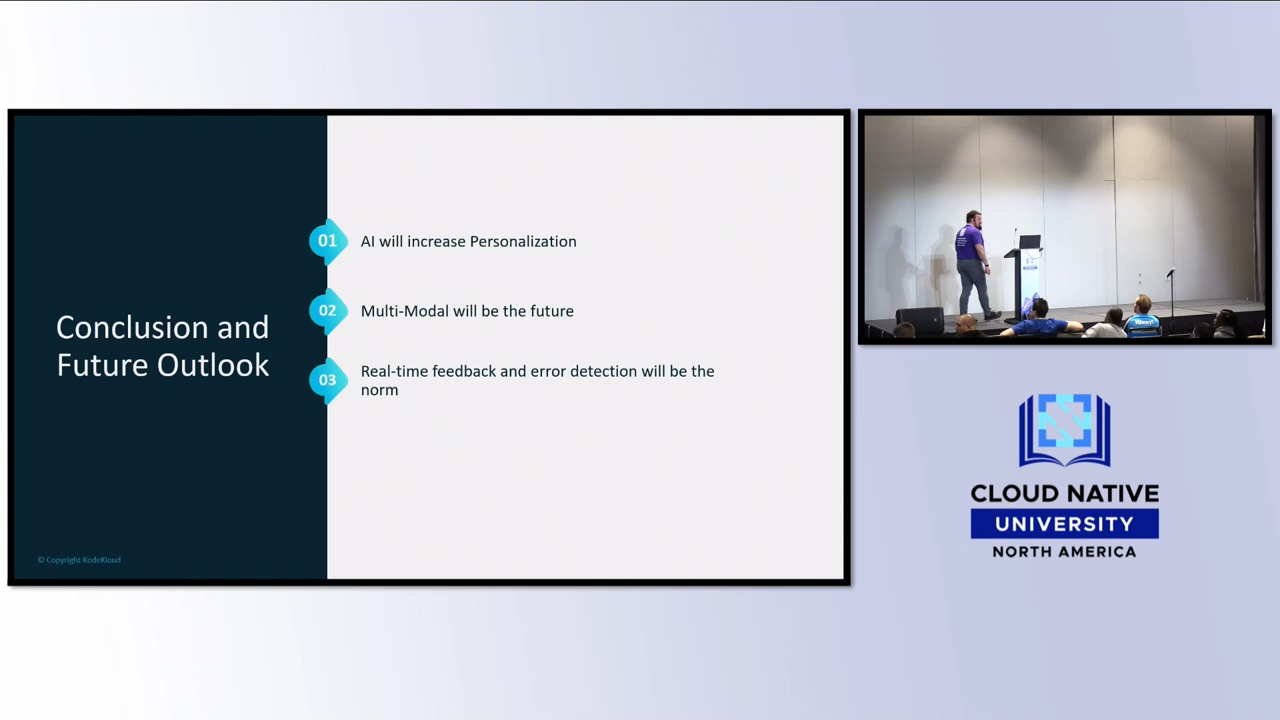 Conclusion and
Future Outlook
01
AI will increase Personalization
02
Multi-Modal will be the future
03
Real-time feedback and error detection will be the
norm
© Copyright KodeKloud
CLOUD NATIVE
UNIVERSITY
NORTH AMERICA